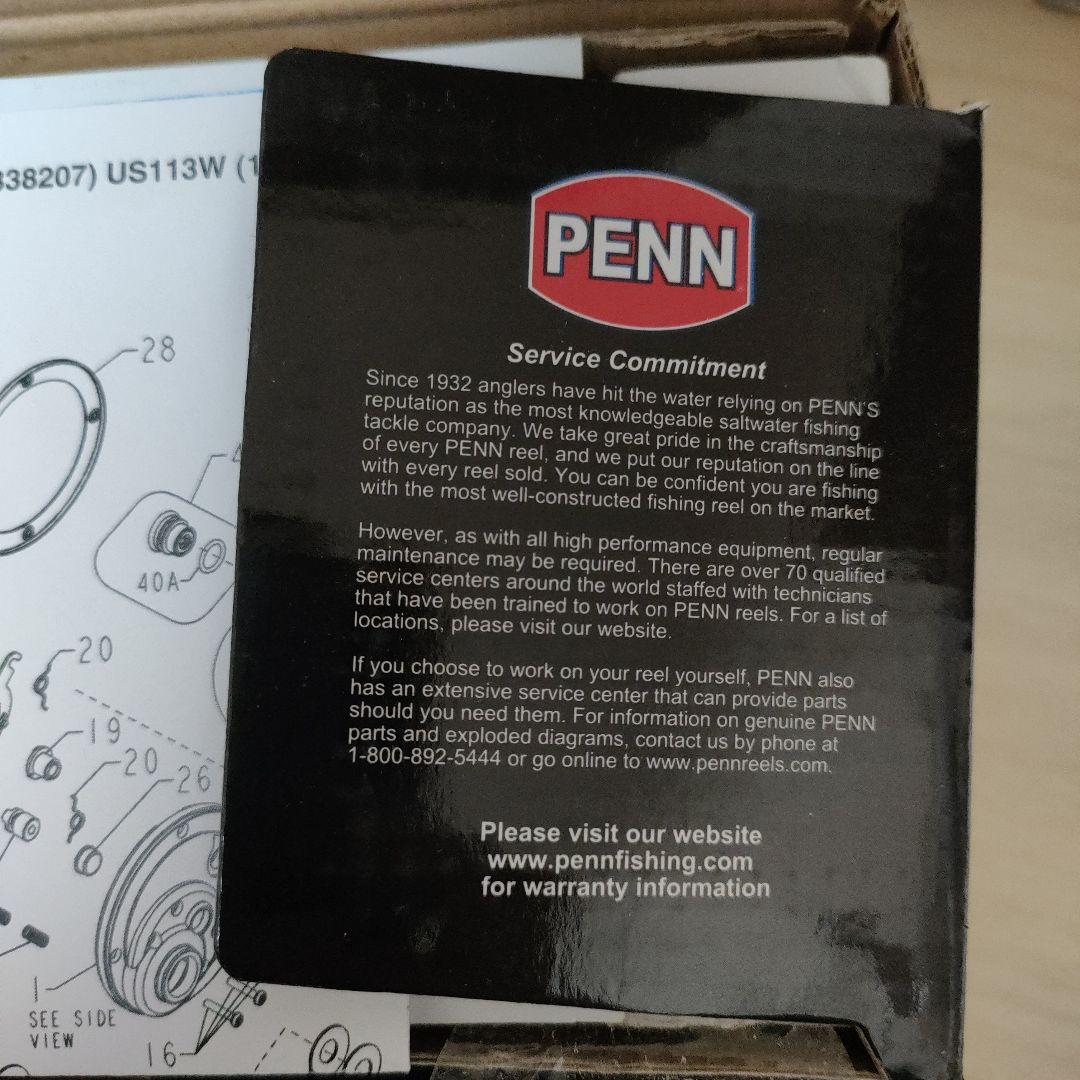 338207) US113W (1
28
4
40A
20
19
20
26
1
SEE SIDE
VIEW
16
PENN
Service Commitment
Since 1932 anglers have hit the water relying on PENN'S
reputation as the most knowledgeable saltwater fishing
tackle company. We take great pride in the craftsmanship
of every PENN reel, and we put our reputation on the line
with every reel sold. You can be confident you are fishing
with the most well-constructed fishing reel on the market.
However, as with all high performance equipment, regular
maintenance may be required. There are over 70 qualified
service centers around the world staffed with technicians
that have been trained to work on PENN reels. For a list of
locations, please visit our website.
If you choose to work on your reel yourself, PENN also
has an extensive service center that can provide parts
should you need them. For information on genuine PENN
parts and exploded diagrams, contact us by phone at
1-800-892-5444 or go online to www.pennreels.com.
Please visit our website
www.pennfishing.com
for warranty information